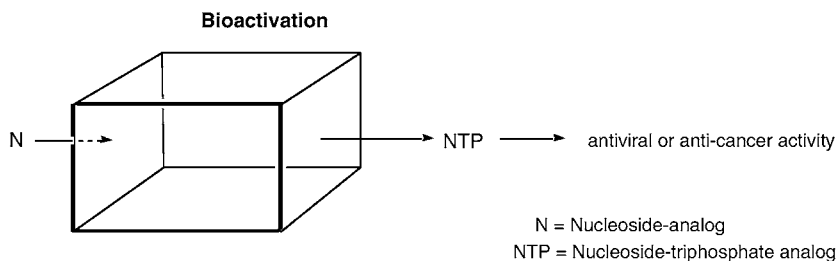 Bioactivation
N
NTP
antiviral or anti-cancer activity
N = Nucleoside-analog
NTP = Nucleoside-triphosphate analog